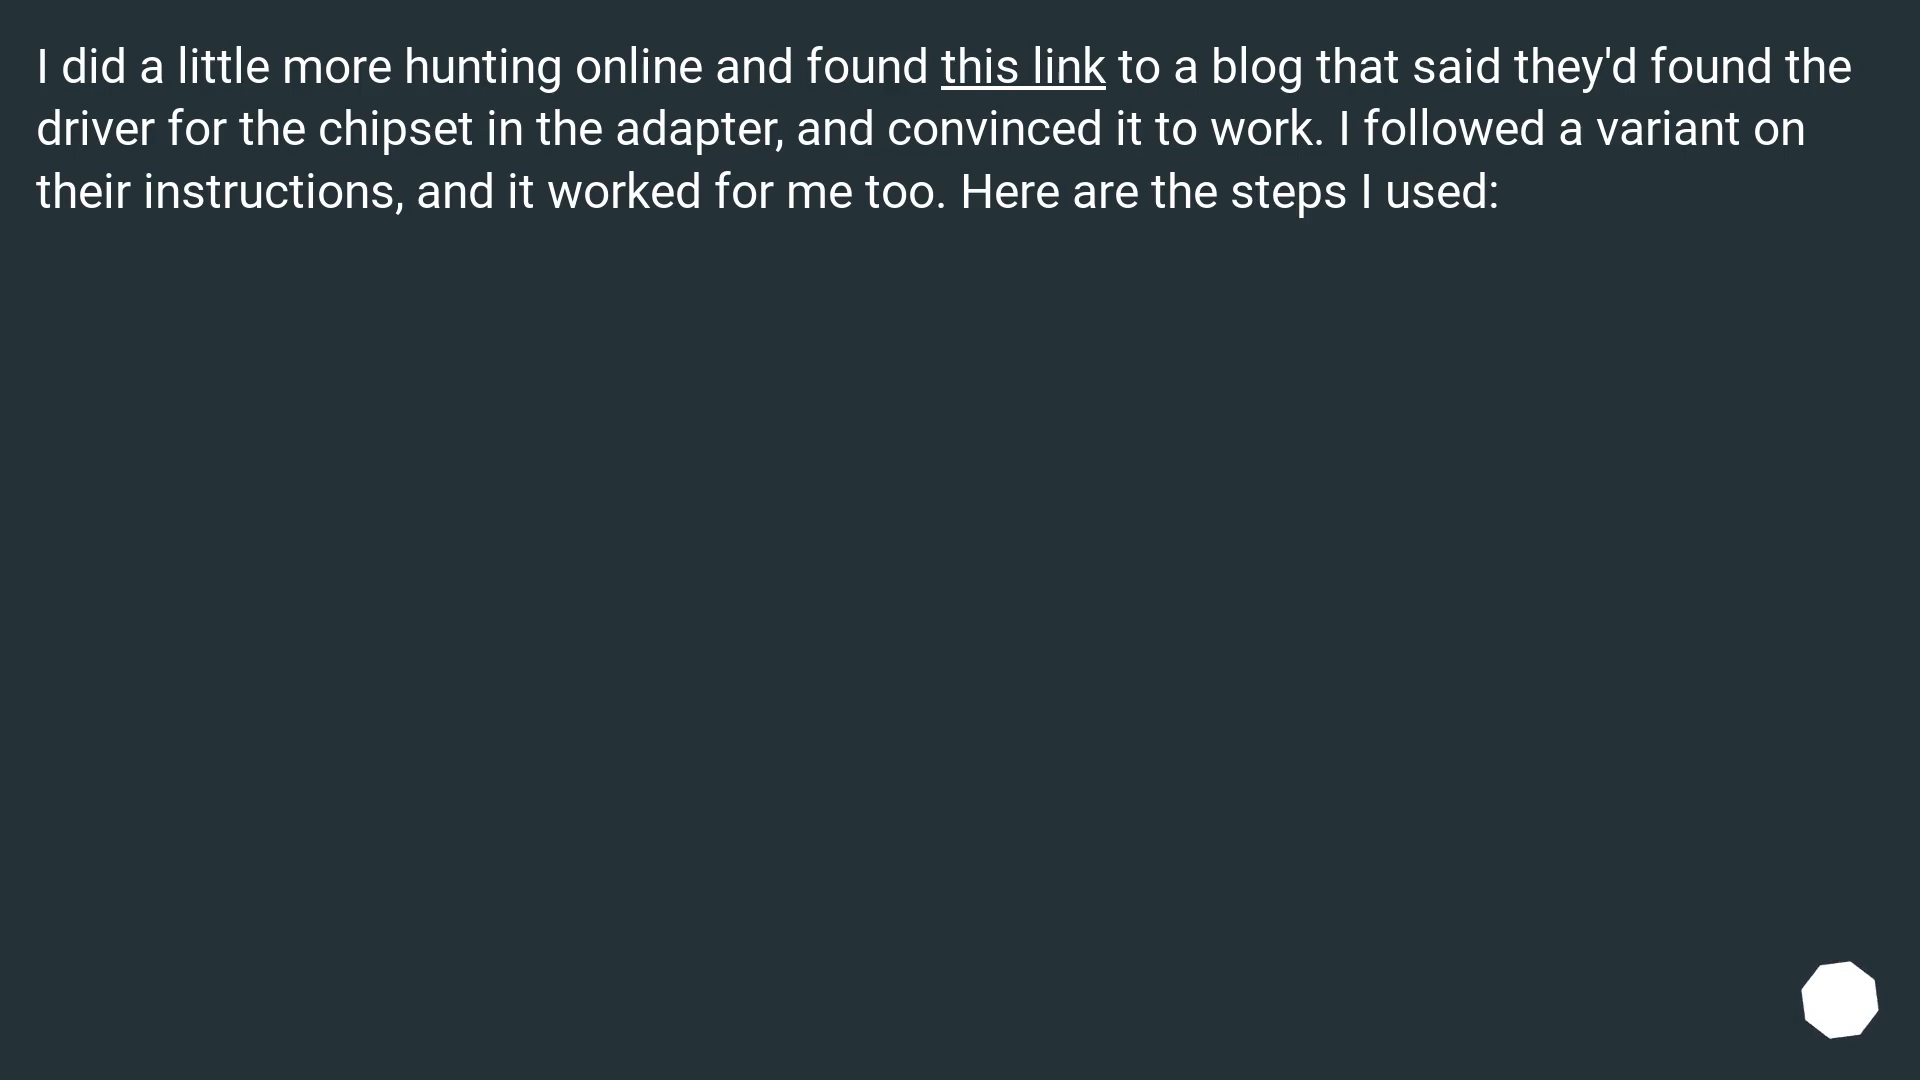 I did a little more hunting online and found this link to a blog that said they'd found the
driver for the chipset in the adapter, and convinced it to work. I followed a variant on
their instructions, and it worked for me too. Here are the steps I used: